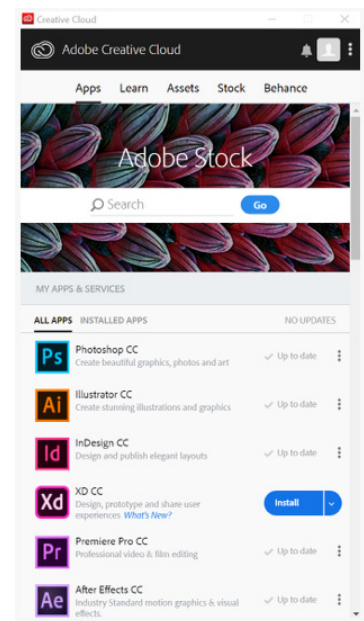 Creative Cloud
Adobe Creative Cloud
Apps Learn Assets Stock Behance
Adobe Stock
Search Go
MY APPS & SERVICES
ALL APPS INSTALLED APPS NO UPDATES
Ps Photoshop CC
Create beautiful graphics, photos and art
Up to date
Ai Illustrator CC
Create stunning illustrations and graphics
Up to date
Id InDesign CC
Design and publish elegant layouts
Up to date
Xd XD CC
Design, prototype and share user
experiences What's New?
Install
Pr Premiere Pro CC
Professional video & film editing
Up to date
Ae After Effects CC
Industry Standard motion graphics & visual
effects.
Up to date